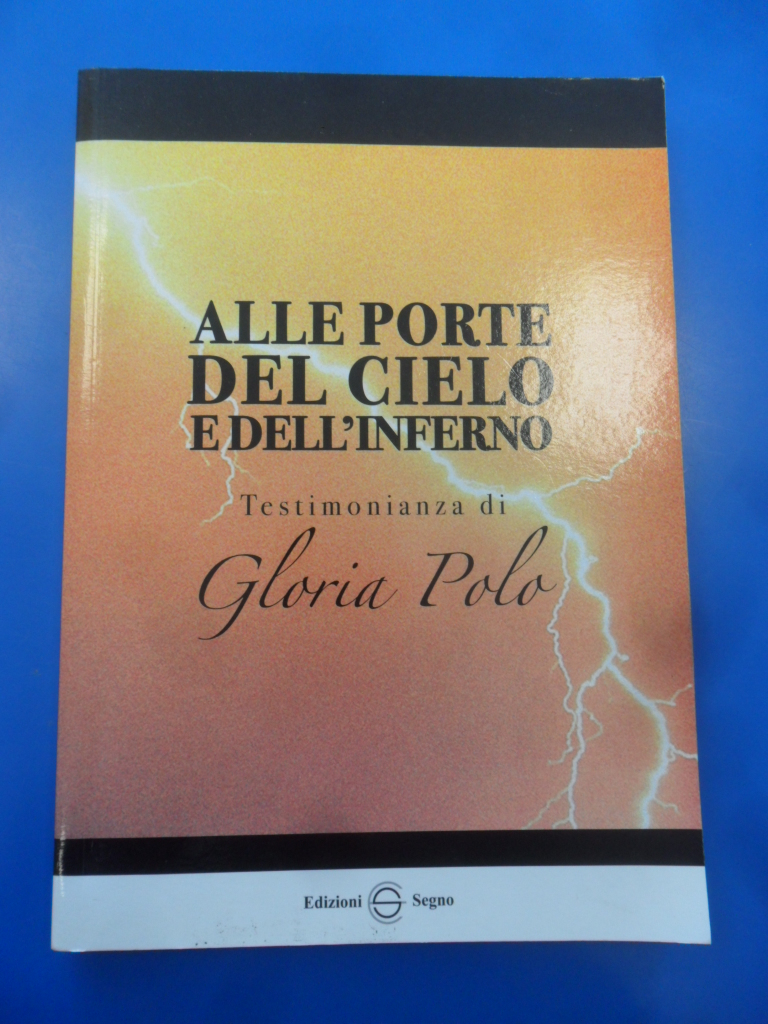 ALLE PORTE
DEL CIELO
E DELL'INFERNO
Testimonianza di
Gloria Polo
Edizioni Segno